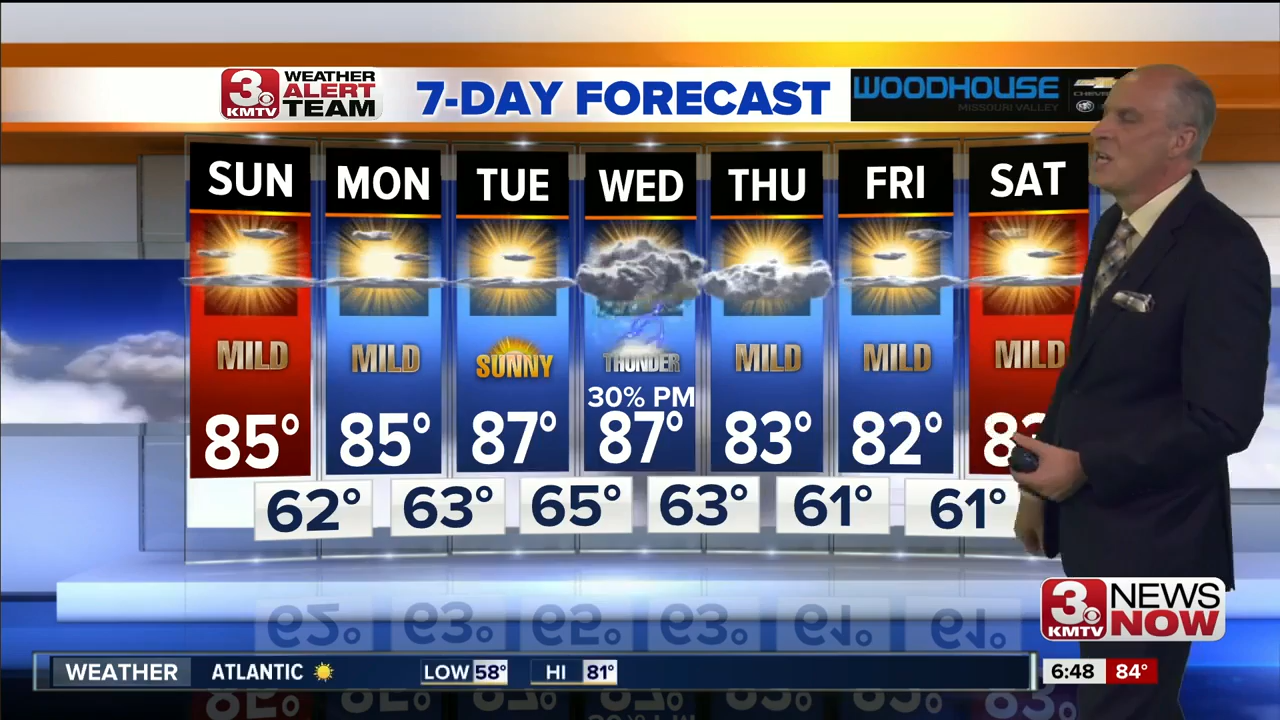 3 KMTV WEATHER ALERT TEAM
7-DAY FORECAST
WOODHOUSE
MISSOURI VALLEY
SUN MON TUE WED THU FRI SAT
MILD MILD SUNNY THUNDER MILD MILD MILD
30% PM
85° 85° 87° 87° 83° 82°
62° 63° 65° 63° 61° 61°
3 KMTV NEWS NOW
WEATHER ATLANTIC LOW 58° HI 81° 6:48 84°